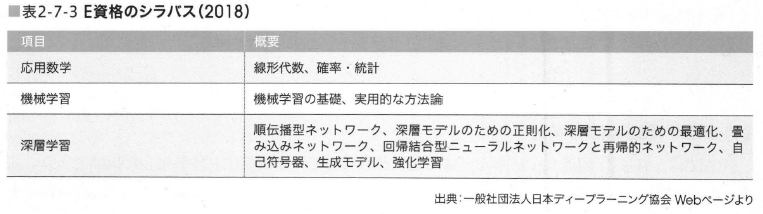 ■表2-7-3 E資格のシラバス(2018)
項目 概要
応用数学 線形代数、確率・統計
機械学習 機械学習の基礎、実用的な方法論
順伝播型ネットワーク、深層モデルのための正則化、深層モデルのための最適化、畳
深層学習 み込みネットワーク、回帰結合型ニューラルネットワークと再帰的ネットワーク、自
己符号器、生成モデル、強化学習
出典：一般社団法人日本ディープラーニング協会 Webページより